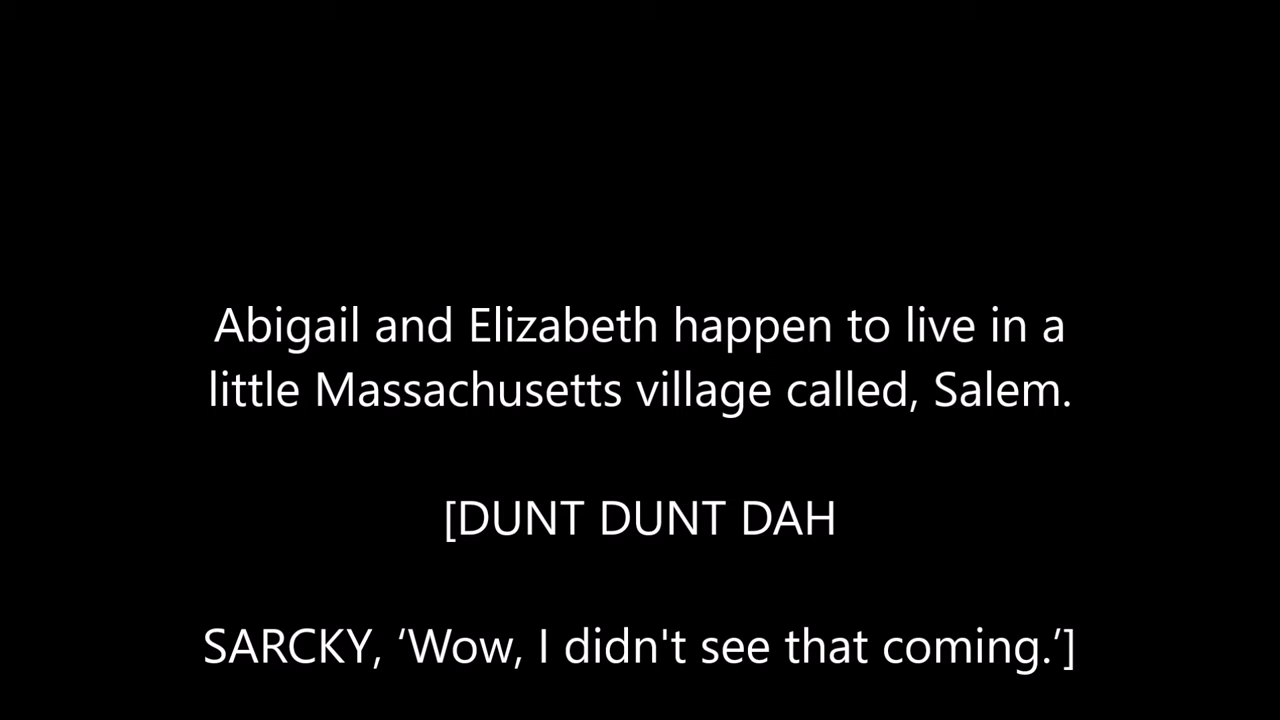 Abigail and Elizabeth happen to live in a
little Massachusetts village called, Salem.
[DUNT DUNT DAH
SARCKY, ‘Wow, I didn't see that coming.’]